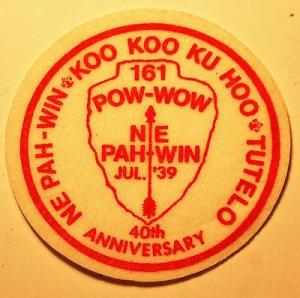 NE PAH-WIN KOO KOO KU HOO TUTELO
161
POW-WOW
NE
PAH-WIN
JUL. '39
40th
ANNIVERSARY